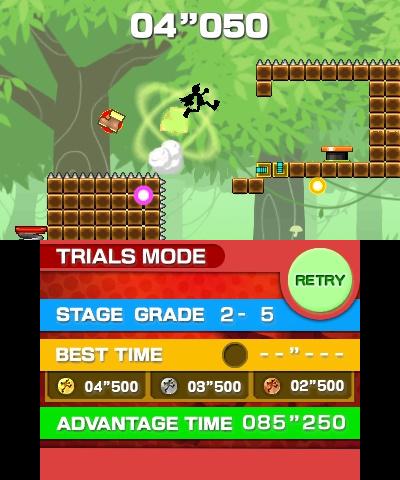 04"050
TRIALS MODE
RETRY
STAGE GRADE 2- 5
BEST TIME --"---
04"500 03"500 02"500
ADVANTAGE TIME 085"250